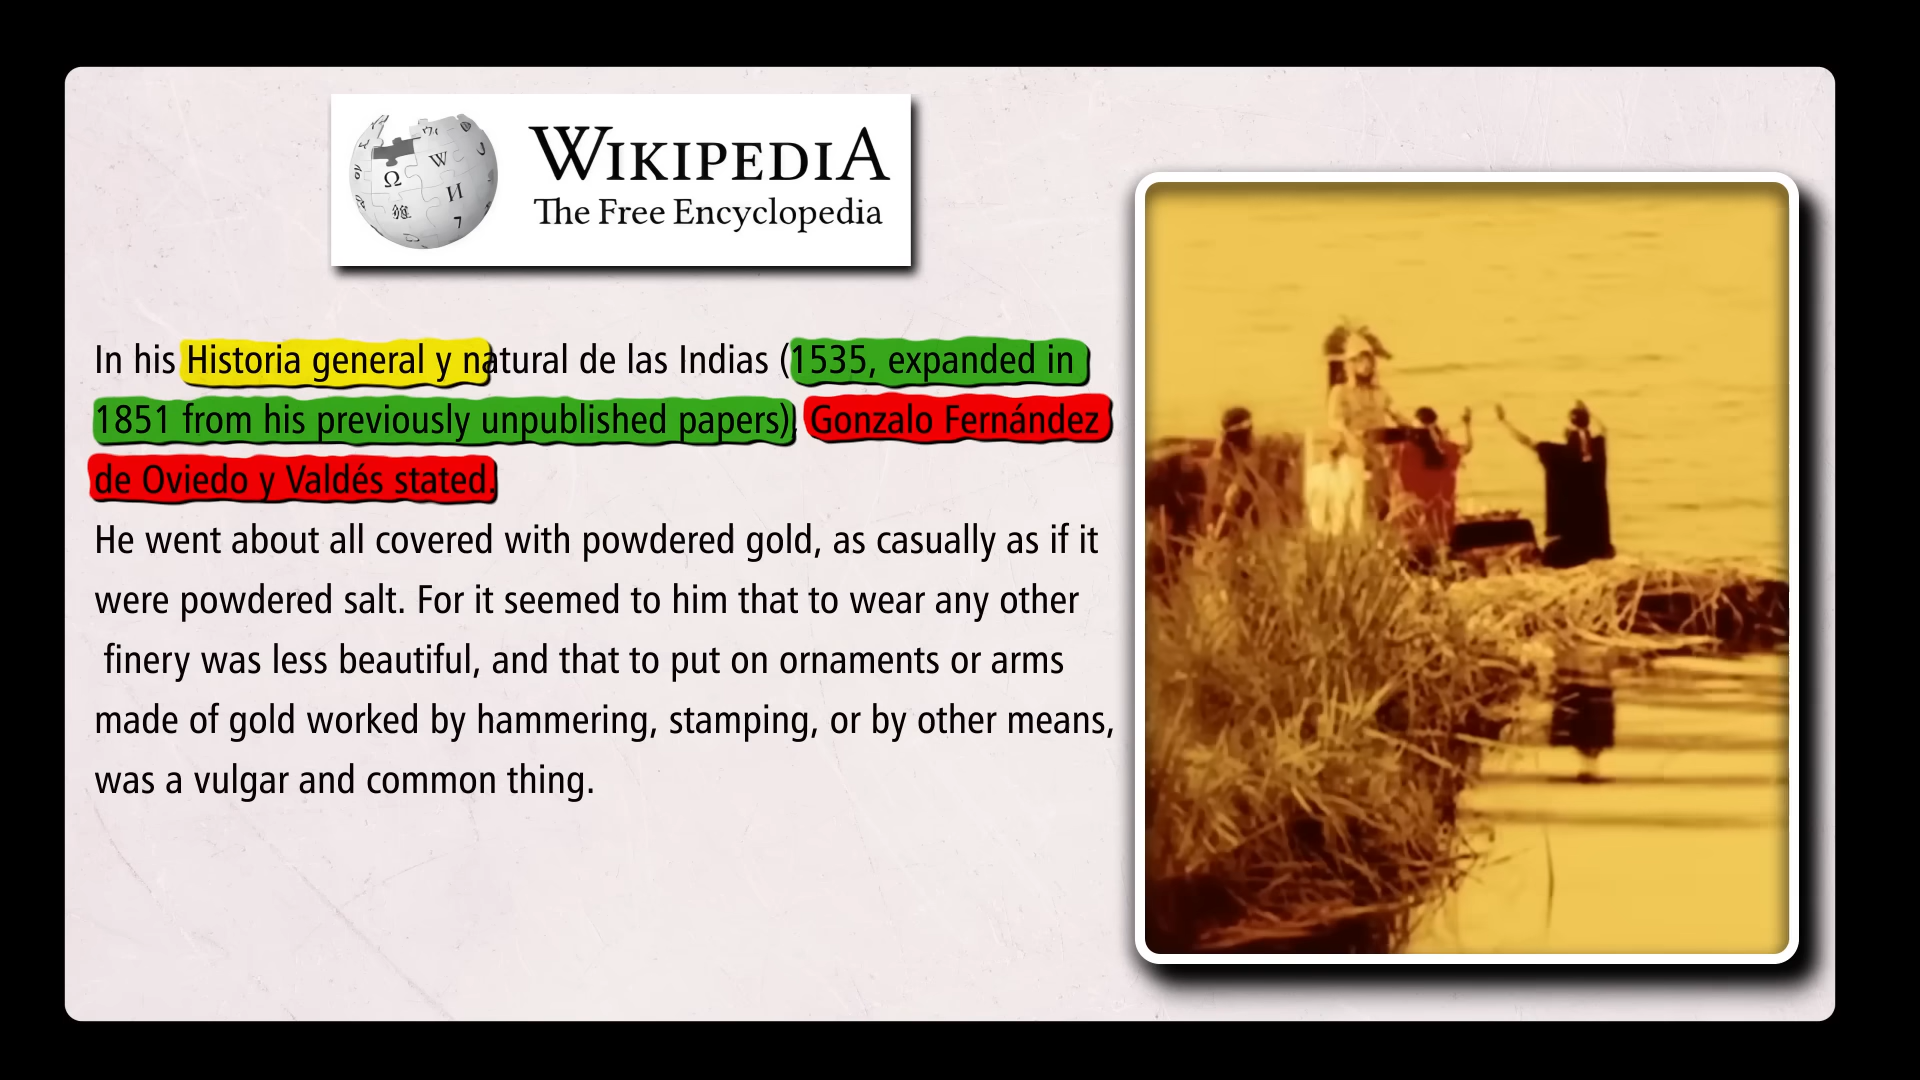 WIKIPEDIA
The Free Encyclopedia
In his Historia general y natural de las Indias (1535, expanded in
1851 from his previously unpublished papers) Gonzalo Fernández
de Oviedo y Valdés stated.
He went about all covered with powdered gold, as casually as if it
were powdered salt. For it seemed to him that to wear any other
finery was less beautiful, and that to put on ornaments or arms
made of gold worked by hammering, stamping, or by other means,
was a vulgar and common thing.